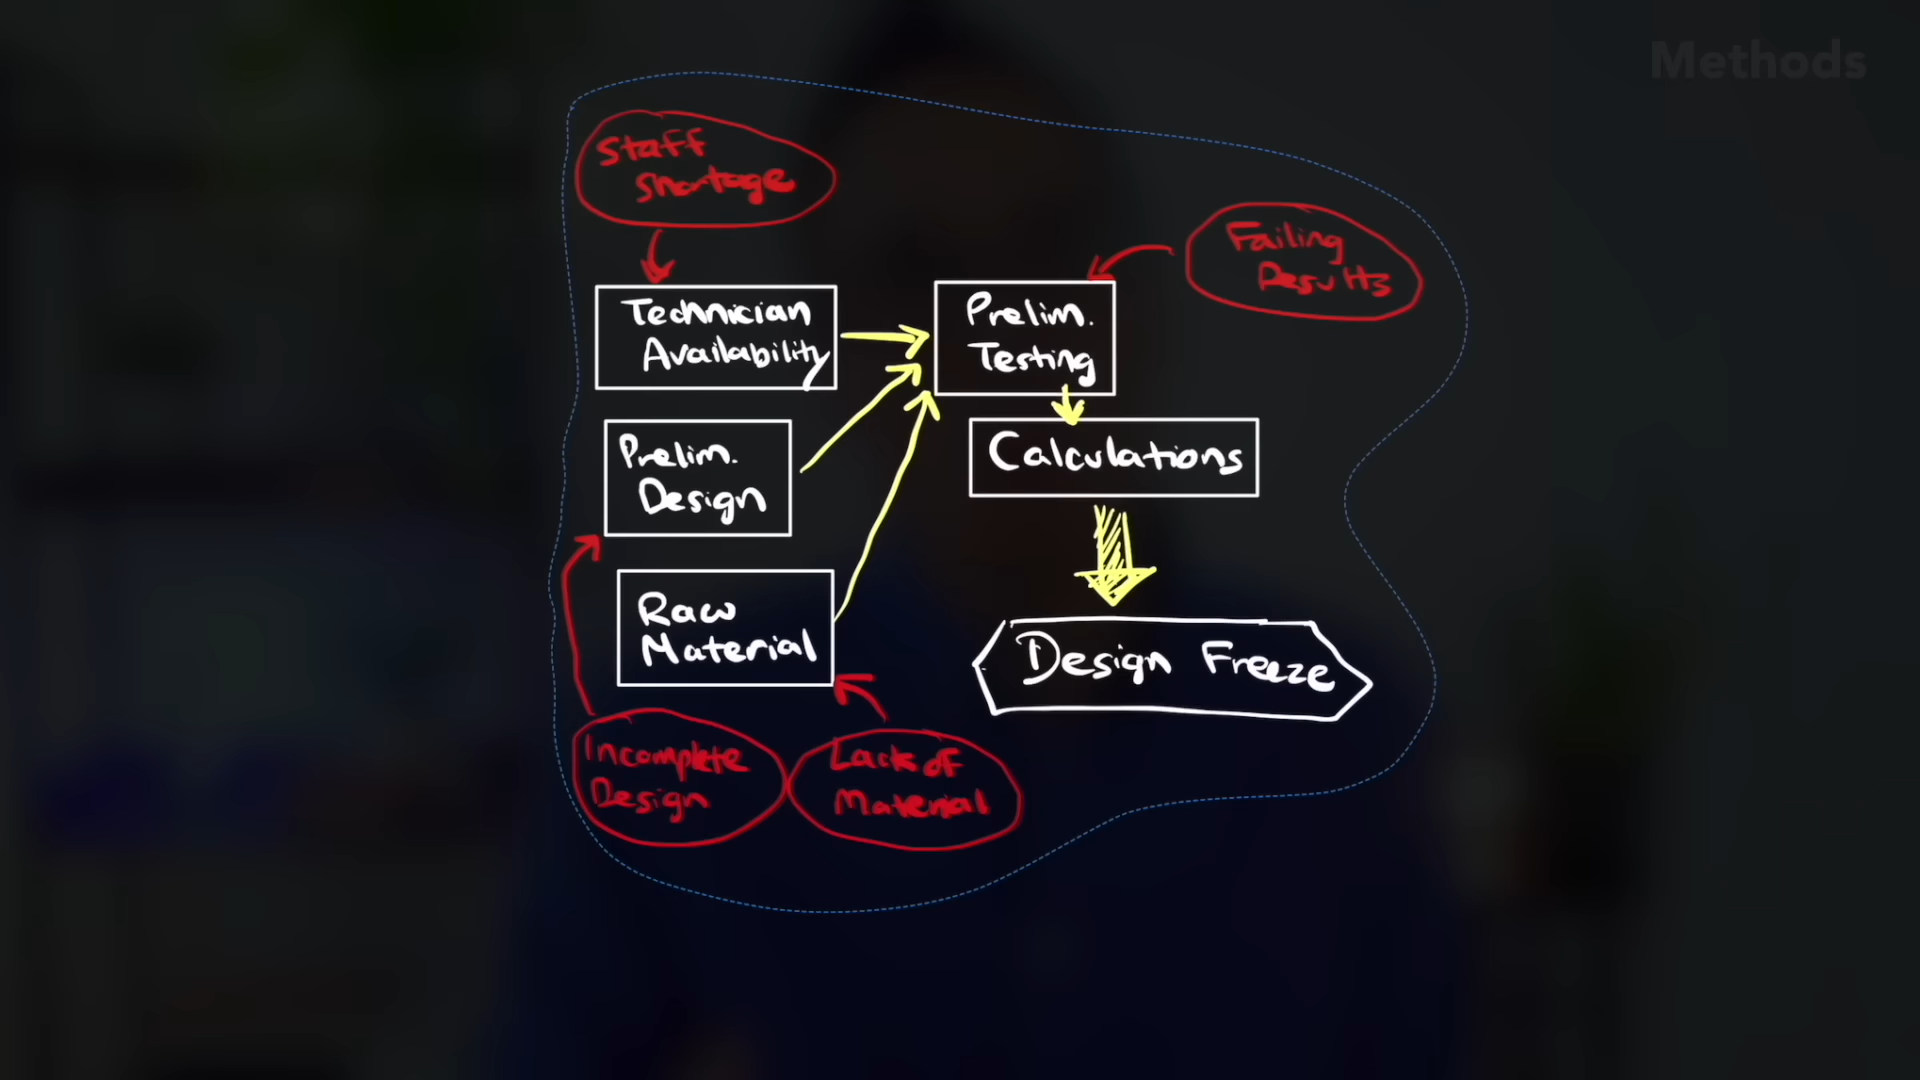 Methods
Staff
Shortage
Failing
Results
Technician
Availability
Prelim.
Testing
Prelim.
Design
Calculations
Raw
Material
Design Freeze
Incomplete
Design
Lack of
Material